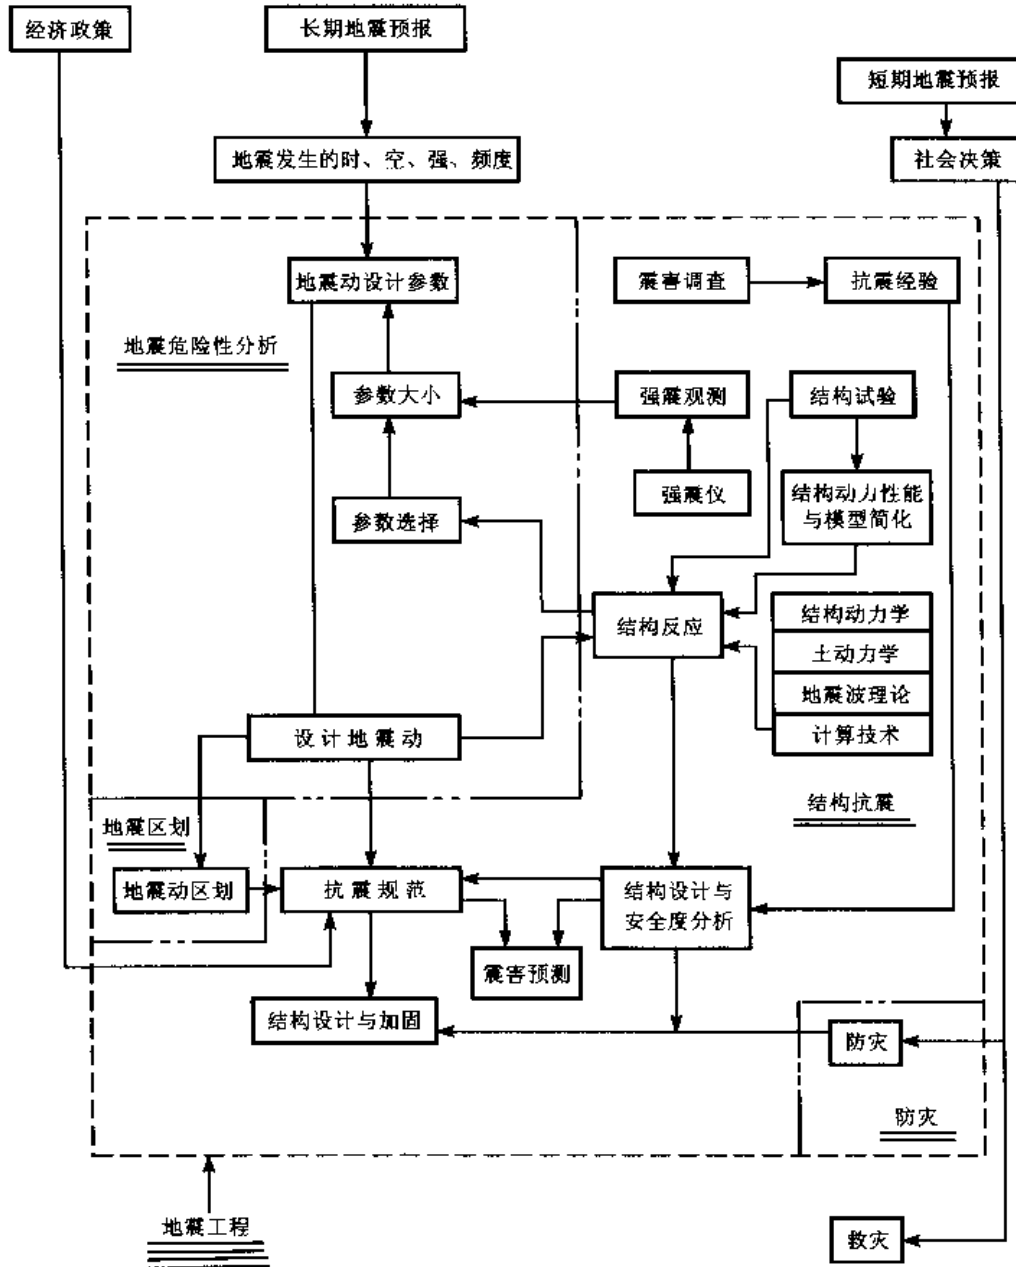 经济政策
长期地震预报
短期地震预报
地震发生的时、空、强、频度
社会决策
地震动设计参数
震害调查
抗震经验
地震危险性分析
参数大小
强震观测
结构试验
强震仪
结构动力性能
与模型简化
参数选择
结构反应
结构动力学
土动力学
地震波理论
计算技术
设计地震动
结构抗震
地震区划
地震动区划
抗震规范
结构设计与
安全度分析
震害预测
结构设计与加固
防灾
防灾
地震工程
救灾